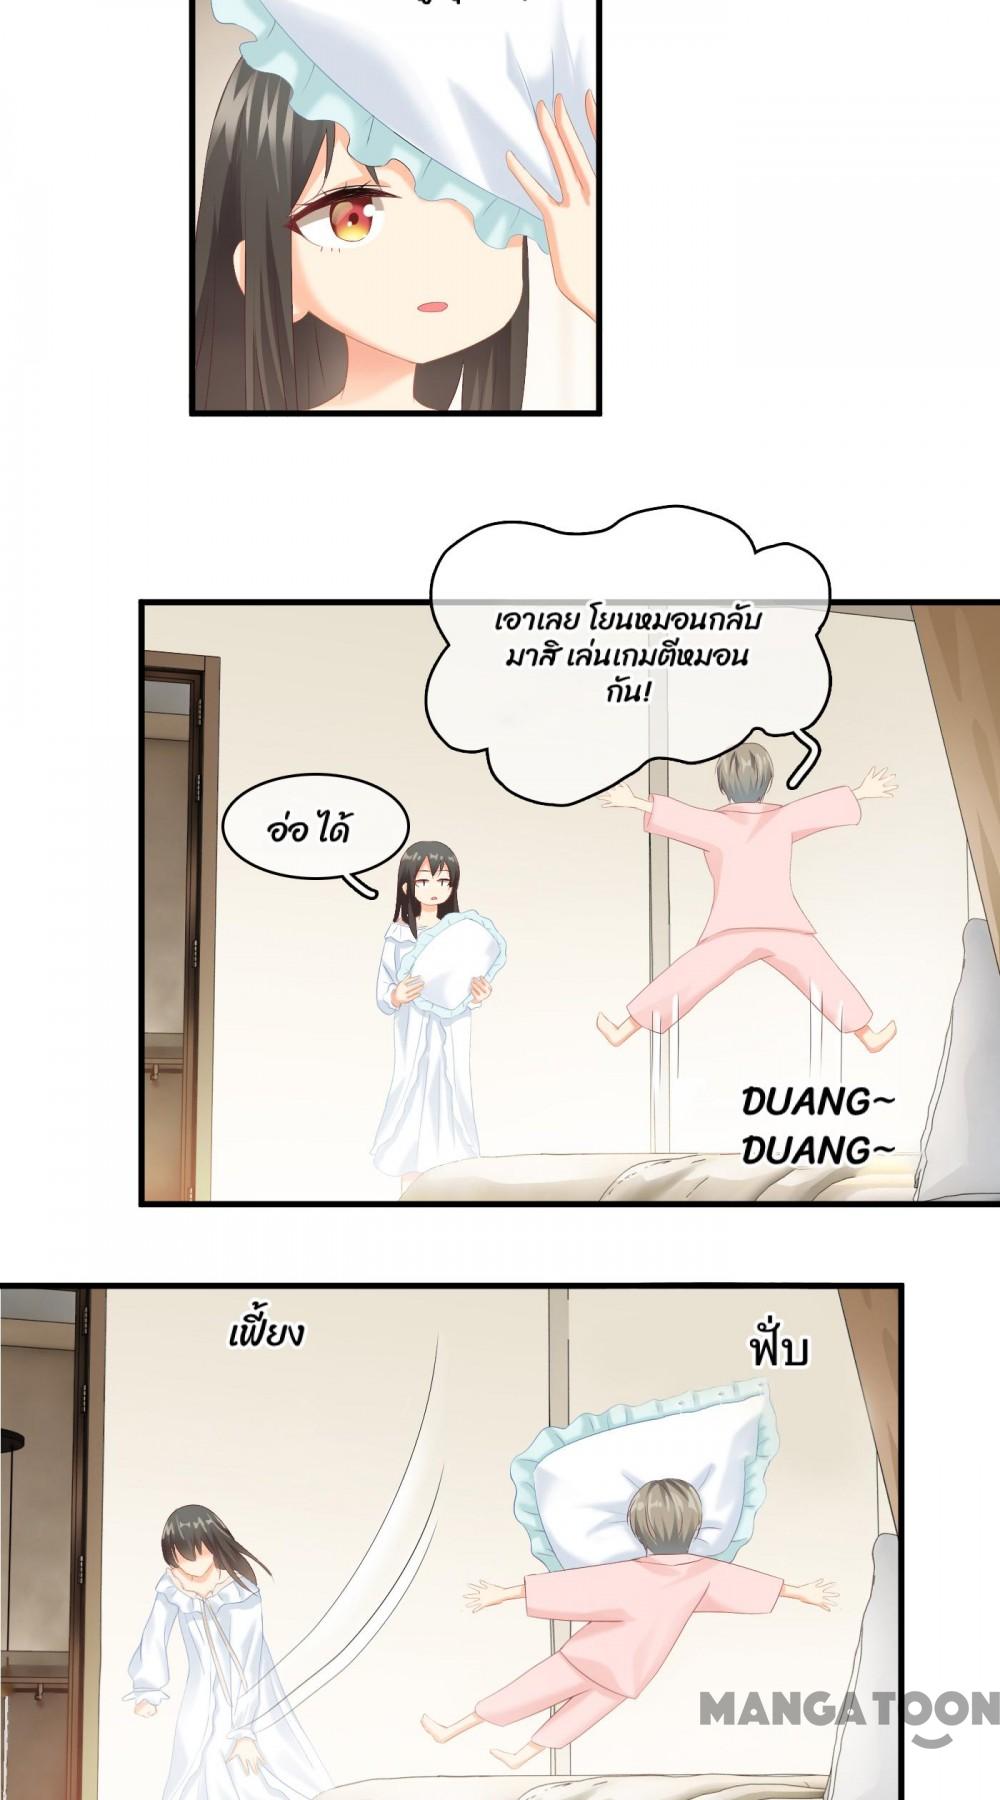 เอาเลย โยนหมอนกลับ
มาสิ เล่นเกมตีหมอน
กัน!
อ่อ ได้
DUANG~
DUANG~
เฟี้ยง
ฟั่บ
MANGATOON